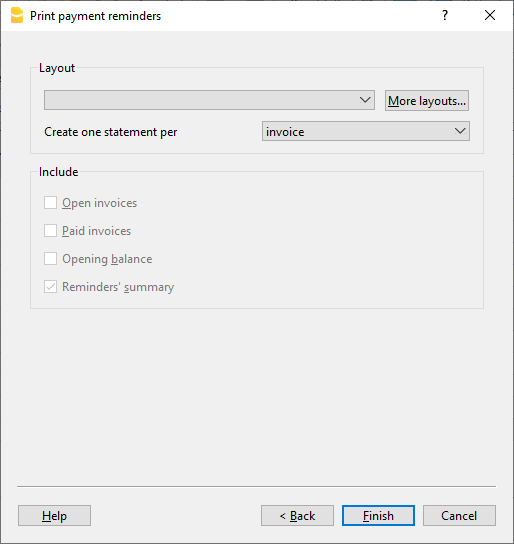 Print payment reminders
?
Layout
More layouts...
Create one statement per
invoice
Include
Open invoices
Paid invoices
Opening balance
Reminders' summary
Help
< Back
Finish
Cancel